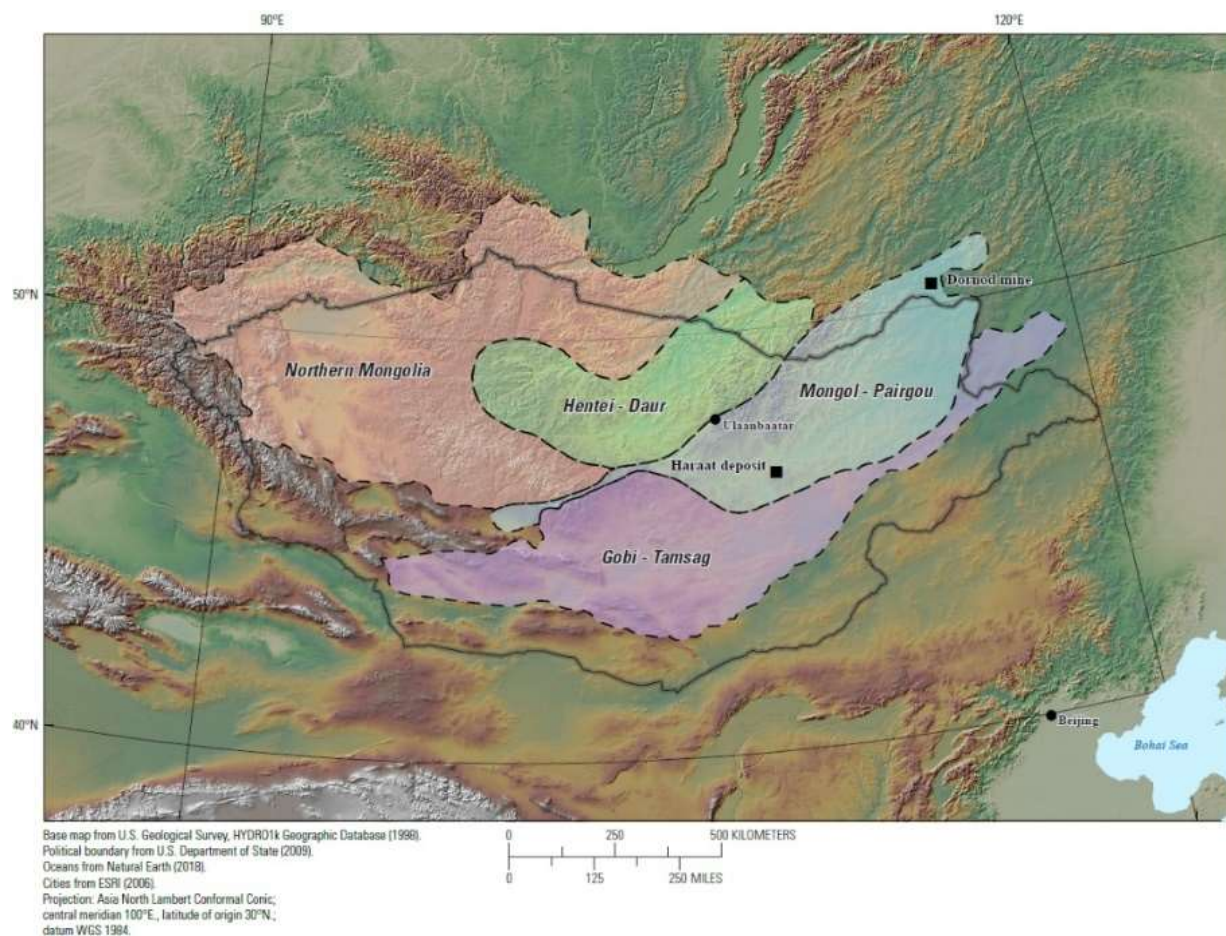 90°E
120°E
50°N
Dornod mine
Northern Mongolia
Mongol - Pairgou
Hentei - Daur
Ulaanbaatar
Haraat deposit
Gobi - Tamsag
40°N
Beijing
Bohai Sea
Base map from U.S. Geological Survey, HYDRO1k Geographic Database (1998).
Political boundary from U.S. Department of State (2009).
Oceans from Natural Earth (2018).
Cities from ESRI (2006).
Projection: Asia North Lambert Conformal Conic;
central meridian 100°E., latitude of origin 30°N.;
datum WGS 1984.
0 250 500 KILOMETERS
0 125 250 MILES